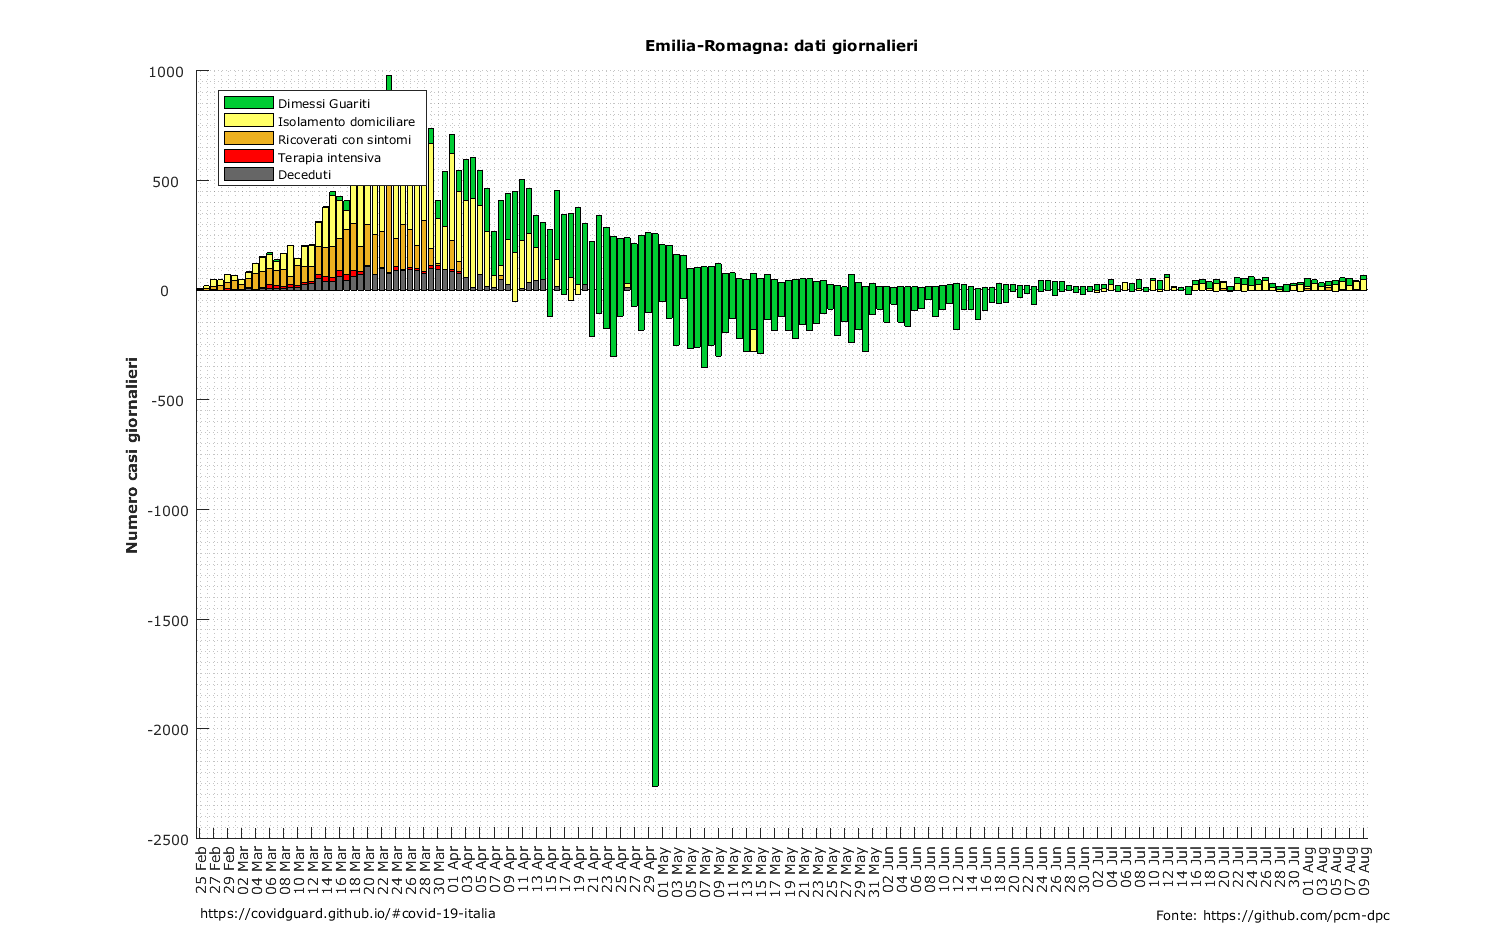 Emilia-Romagna: dati giornalieri
1000
500
0
-500
-1000
-1500
-2000
-2500
Numero casi giornalieri
Dimessi Guariti
Isolamento domiciliare
Ricoverati con sintomi
Terapia intensiva
Deceduti
25 Feb
27 Feb
29 Feb
02 Mar
04 Mar
06 Mar
08 Mar
10 Mar
12 Mar
14 Mar
16 Mar
18 Mar
20 Mar
22 Mar
24 Mar
26 Mar
28 Mar
30 Mar
01 Apr
03 Apr
05 Apr
07 Apr
09 Apr
11 Apr
13 Apr
15 Apr
17 Apr
19 Apr
21 Apr
23 Apr
25 Apr
27 Apr
29 Apr
01 May
03 May
05 May
07 May
09 May
11 May
13 May
15 May
17 May
19 May
21 May
23 May
25 May
27 May
29 May
31 May
02 Jun
04 Jun
06 Jun
08 Jun
10 Jun
12 Jun
14 Jun
16 Jun
18 Jun
20 Jun
22 Jun
24 Jun
26 Jun
28 Jun
30 Jun
02 Jul
04 Jul
06 Jul
08 Jul
10 Jul
12 Jul
14 Jul
16 Jul
18 Jul
20 Jul
22 Jul
24 Jul
26 Jul
28 Jul
30 Jul
01 Aug
03 Aug
05 Aug
07 Aug
09 Aug
https://covidguard.github.io/#covid-19-italia
Fonte: https://github.com/pcm-dpc